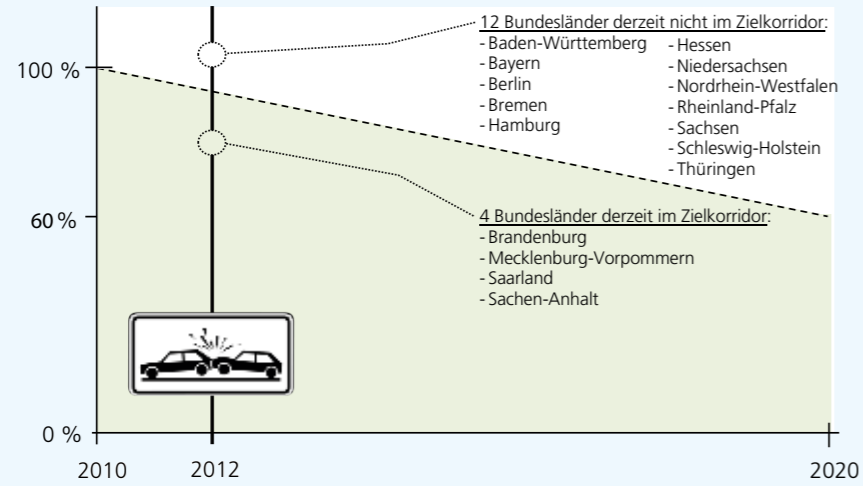 12 Bundesländer derzeit nicht im Zielkorridor:
- Baden-Württemberg
- Bayern
- Berlin
- Bremen
- Hamburg
- Hessen
- Niedersachsen
- Nordrhein-Westfalen
- Rheinland-Pfalz
- Sachsen
- Schleswig-Holstein
- Thüringen
100 %
60 %
4 Bundesländer derzeit im Zielkorridor:
- Brandenburg
- Mecklenburg-Vorpommern
- Saarland
- Sachen-Anhalt
0 %
2010
2012
2020